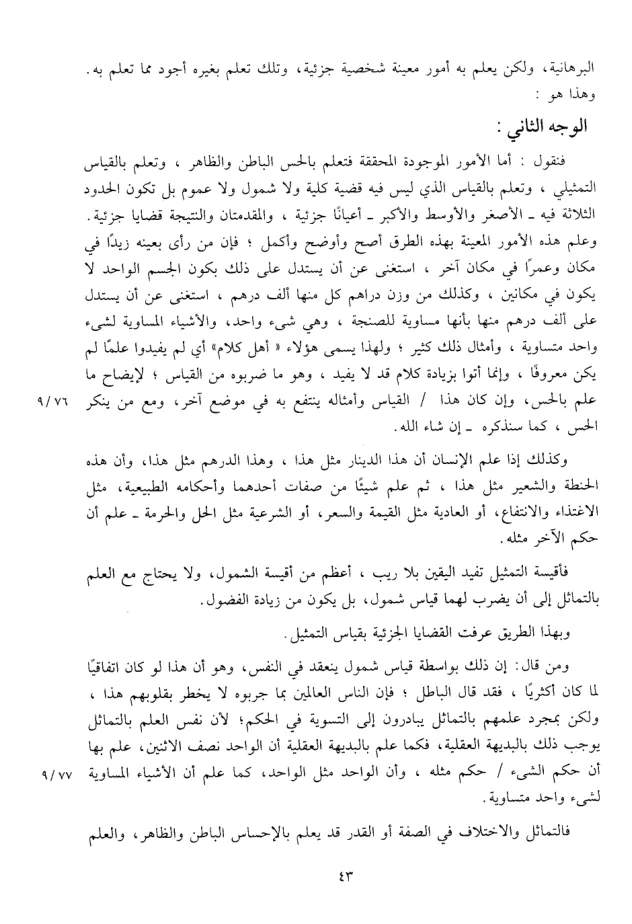 البرهانية، ولكن يعلم به أمور معينة شخصية جزئية، وتلك تعلم بغيره أجود مما تعلم به.
وهذا هو :
الوجه الثاني :
فنقول : أما الأمور الموجودة المحققة فتعلم بالحس الباطن والظاهر ، وتعلم بالقياس
التمثيلي ، وتعلم بالقياس الذي ليس فيه قضية كلية ولا شمول ولا عموم بل تكون الحدود
الثلاثة فيه ـ الأصغر والأوسط والأكبر ـ أعيانًا جزئية ، والمقدمتان والنتيجة قضايا جزئية.
وعلم هذه الأمور المعينة بهذه الطرق أصح وأوضح وأكمل ؛ فإن من رأى بعينه زيدًا في
مكان وعمرًا في مكان آخر ، استغنى عن أن يستدل على ذلك بكون الجسم الواحد لا
يكون في مكانين ، وكذلك من وزن دراهم كل منها ألف درهم ، استغنى عن أن يستدل
على ألف درهم منها بأنها مساوية للصنجة ، وهي شىء واحد، والأشياء المساوية لشىء
واحد متساوية ، وأمثال ذلك كثير ؛ ولهذا يسمى هؤلاء « أهل كلام» أي لم يفيدوا علمًا لم
يكن معروفًا ، وإنما أتوا بزيادة كلام قد لا يفيد ، وهو ما ضربوه من القياس ؛ لإيضاح ما
علم بالحس، وإن كان هذا / القياس وأمثاله ينتفع به في موضع آخر، ومع من ينكر ٩/٧٦
الحس ، كما سنذكره ـ إن شاء الله.
وكذلك إذا علم الإنسان أن هذا الدينار مثل هذا ، وهذا الدرهم مثل هذا، وأن هذه
الحنطة والشعير مثل هذا ، ثم علم شيئًا من صفات أحدهما وأحكامه الطبيعية، مثل
الاغتذاء والانتفاع، أو العادية مثل القيمة والسعر، أو الشرعية مثل الحل والحرمة ـ علم أن
حكم الآخر مثله.
فأقيسة التمثيل تفيد اليقين بلا ريب ، أعظم من أقيسة الشمول، ولا يحتاج مع العلم
بالتماثل إلى أن يضرب لهما قياس شمول، بل يكون من زيادة الفضول.
وبهذا الطريق عرفت القضايا الجزئية بقياس التمثيل.
ومن قال: إن ذلك بواسطة قياس شمول ينعقد في النفس، وهو أن هذا لو كان اتفاقيًا
لما كان أكثريًا ، فقد قال الباطل ؛ فإن الناس العالمين بما جربوه لا يخطر بقلوبهم هذا ،
ولكن بمجرد علمهم بالتماثل يبادرون إلى التسوية في الحكم؛ لأن نفس العلم بالتماثل
يوجب ذلك بالبديهة العقلية، فكما علم بالبديهة العقلية أن الواحد نصف الاثنين، علم بها
أن حكم الشىء / حكم مثله ، وأن الواحد مثل الواحد، كما علم أن الأشياء المساوية ٩/٧٧
لشىء واحد متساوية.
فالتماثل والاختلاف في الصفة أو القدر قد يعلم بالإحساس الباطن والظاهر، والعلم
٤٣